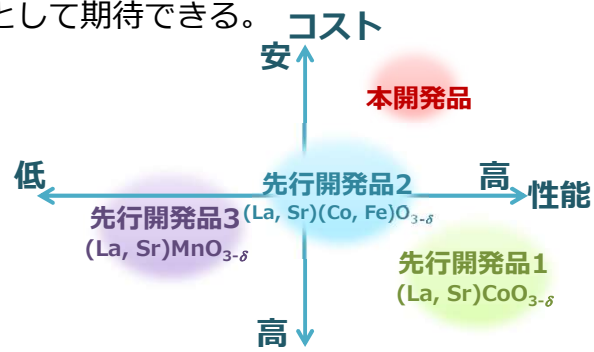 として期待できる。
コスト
安
本開発品
低
高
性能
先行開発品2
(La, Sr)(Co, Fe)O3-δ
先行開発品3
(La, Sr)MnO3-δ
先行開発品1
(La, Sr)CoO3-δ
高